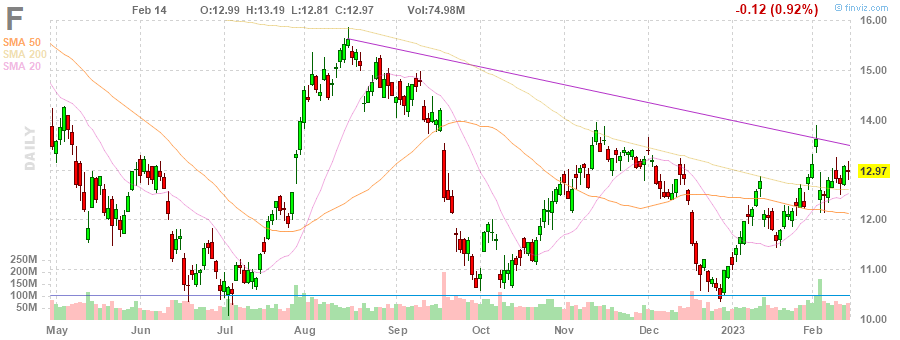 F
Feb 14 O:12.99 H:13.19 L:12.81 C:12.97 Vol:74.98M -0.12 (0.92%) © finviz.com
SMA 50
SMA 200
SMA 20
DAILY
16.00
15.00
14.00
13.00
12.97
12.00
11.00
10.00
250M
200M
150M
100M
50M
May Jun Jul Aug Sep Oct Nov Dec 2023 Feb